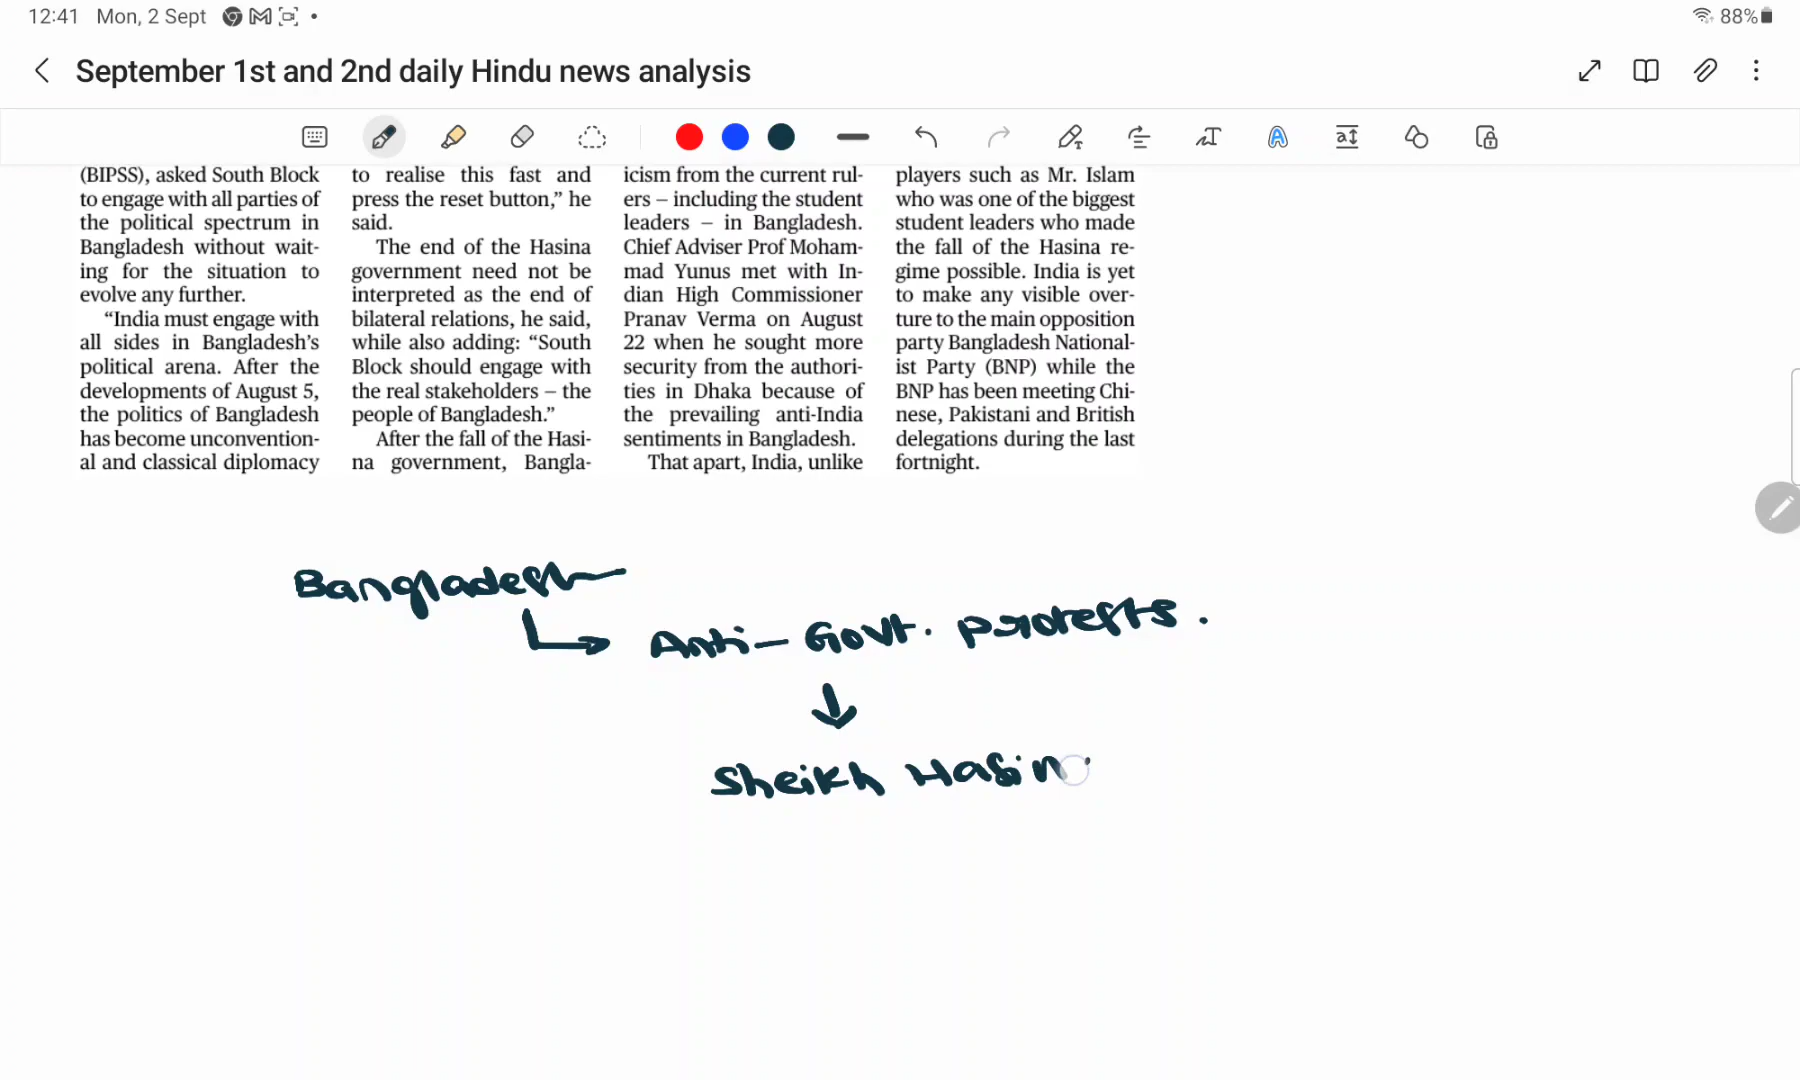 12:41 Mon, 2 Sept
88%
September 1st and 2nd daily Hindu news analysis
(BIPSS), asked South Block
to engage with all parties of
the political spectrum in
Bangladesh without wait-
ing for the situation to
evolve any further.
“India must engage with
all sides in Bangladesh’s
political arena. After the
developments of August 5,
the politics of Bangladesh
has become unconvention-
al and classical diplomacy
to realise this fast and
press the reset button,” he
said.
The end of the Hasina
government need not be
interpreted as the end of
bilateral relations, he said,
while also adding: “South
Block should engage with
the real stakeholders – the
people of Bangladesh.”
After the fall of the Hasi-
na government, Bangla-
icism from the current rul-
ers – including the student
leaders – in Bangladesh.
Chief Adviser Prof Moham-
mad Yunus met with In-
dian High Commissioner
Pranav Verma on August
22 when he sought more
security from the authori-
ties in Dhaka because of
the prevailing anti-India
sentiments in Bangladesh.
That apart, India, unlike
players such as Mr. Islam
who was one of the biggest
student leaders who made
the fall of the Hasina re-
gime possible. India is yet
to make any visible over-
ture to the main opposition
party Bangladesh National-
ist Party (BNP) while the
BNP has been meeting Chi-
nese, Pakistani and British
delegations during the last
fortnight.
Bangladesh
Anti - Govt. protests.
Sheikh Hasin